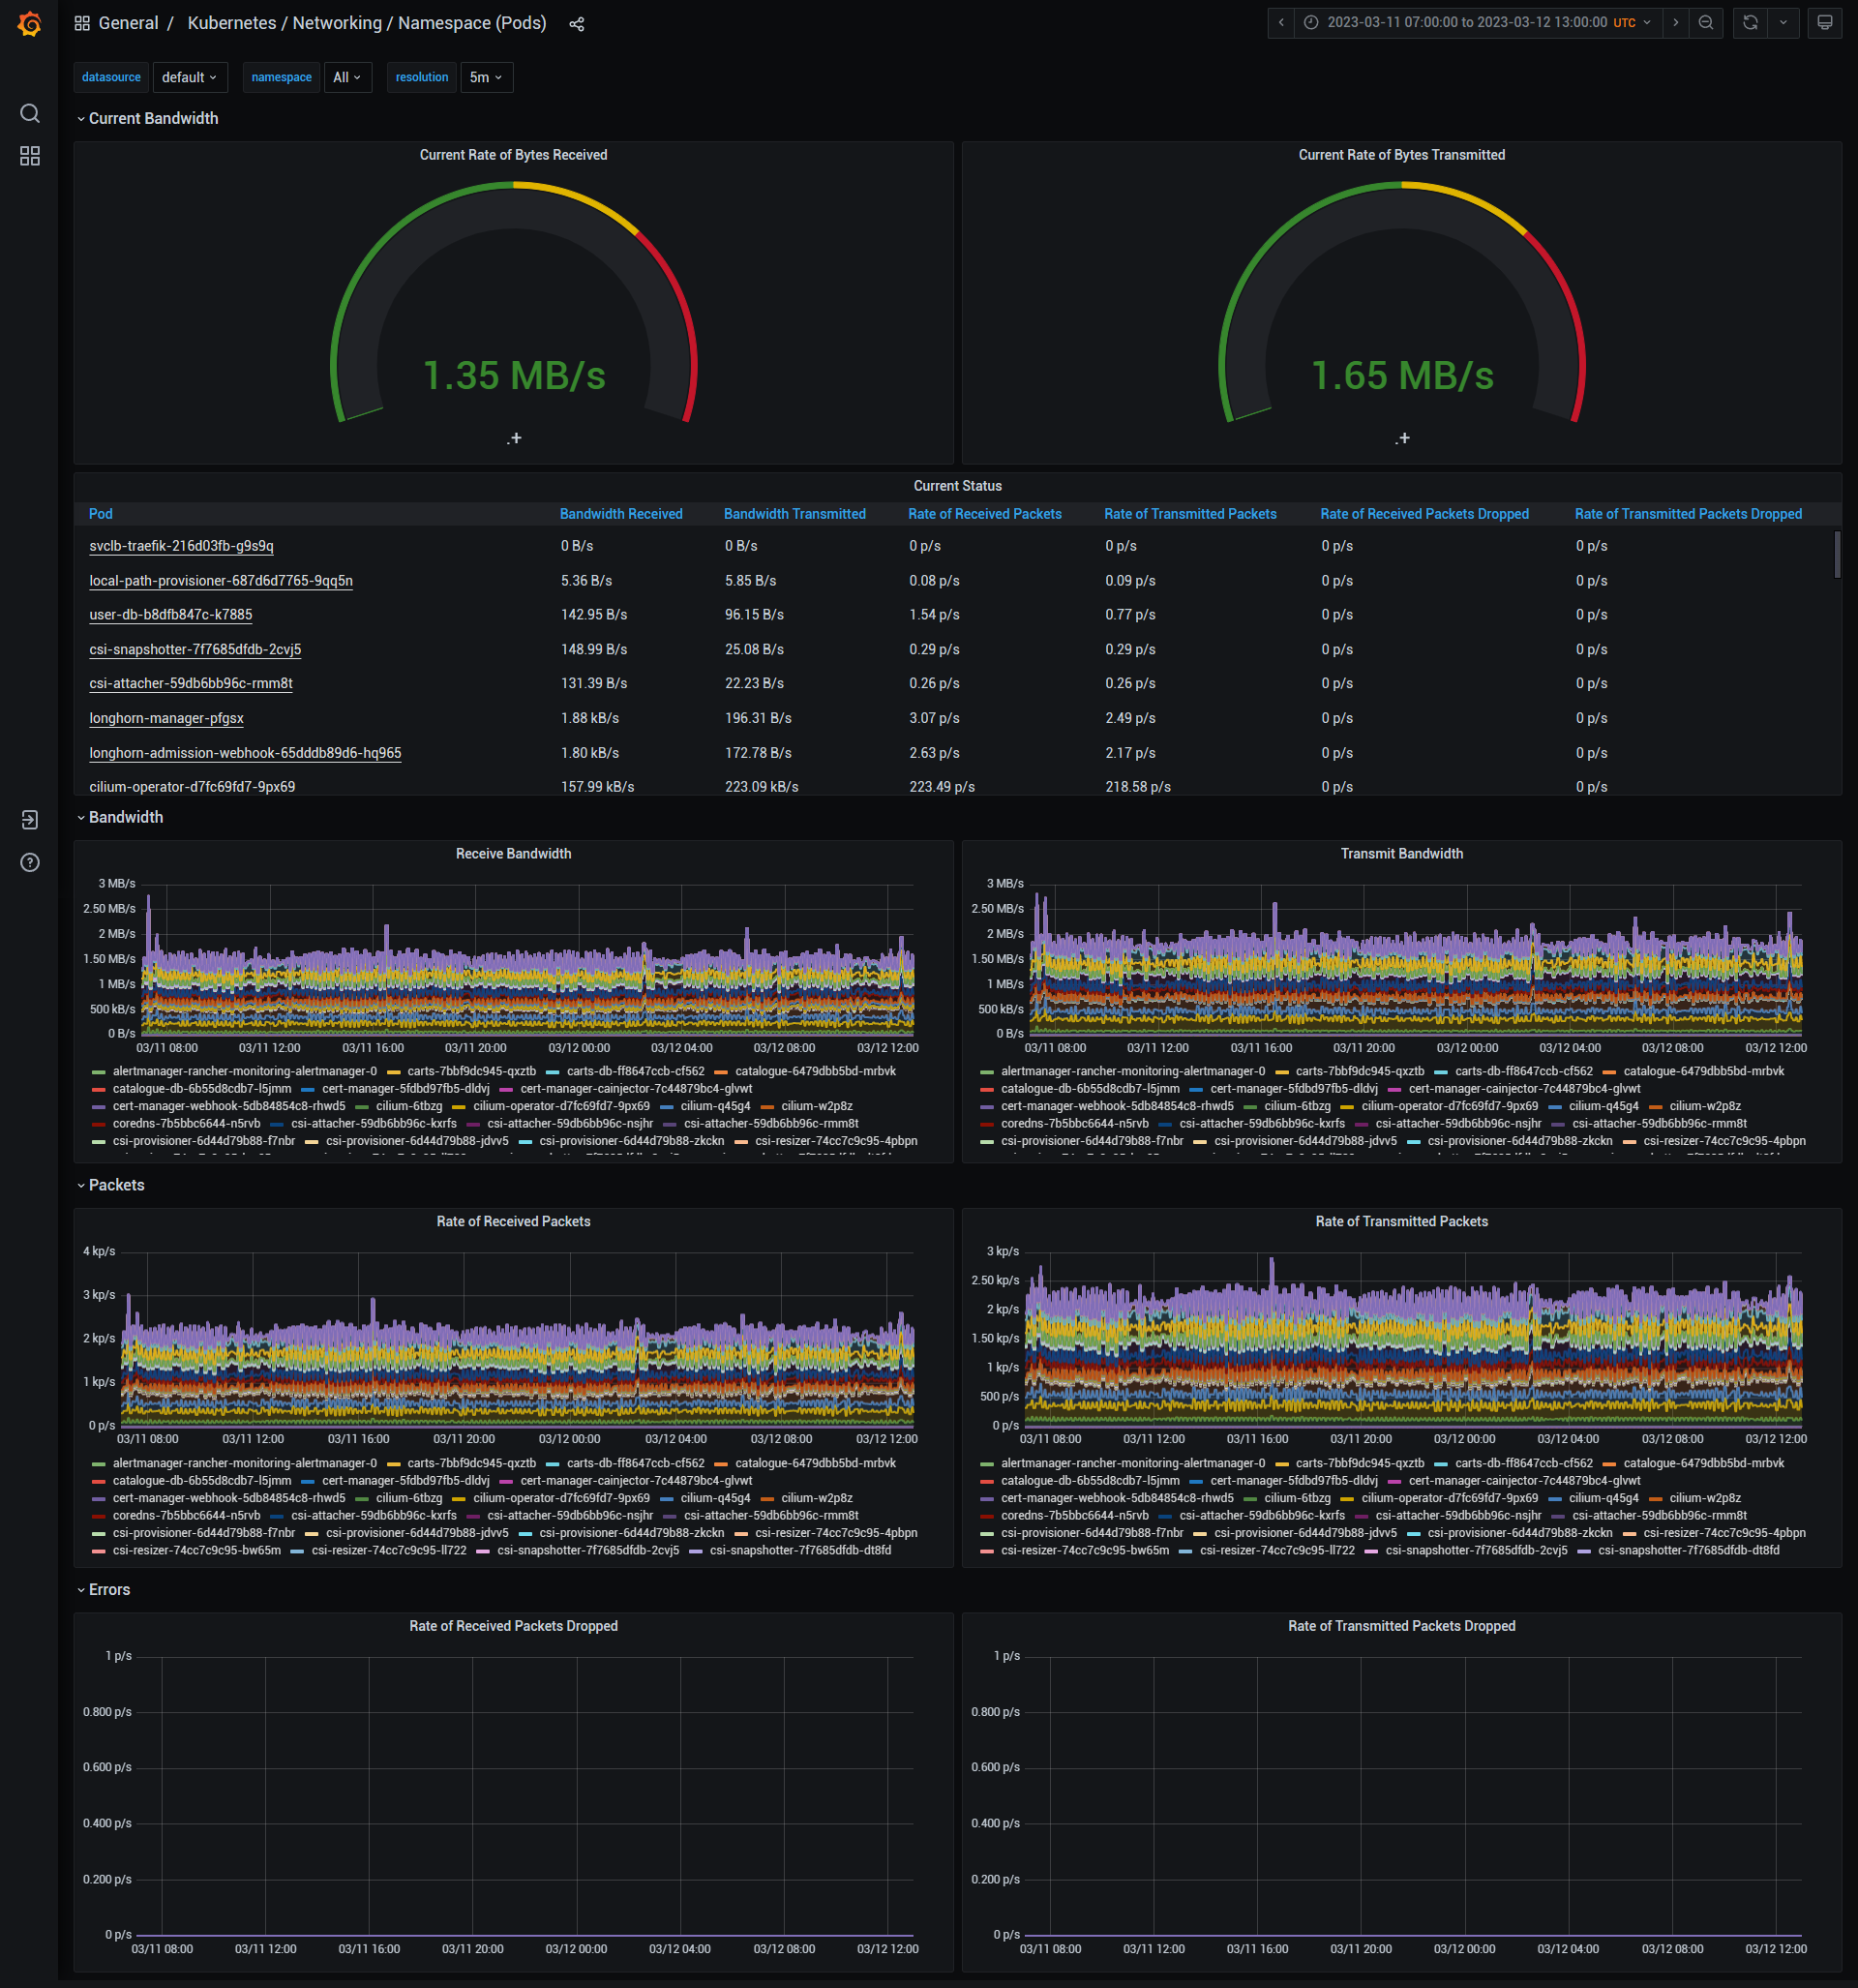 General / Kubernetes / Networking / Namespace (Pods) 2023-03-11 07:00:00 to 2023-03-12 13:00:00 UTC
datasource default namespace All resolution 5m
Current Bandwidth
Current Rate of Bytes Received
1.35 MB/s
.+
Current Rate of Bytes Transmitted
1.65 MB/s
.+
Current Status
Pod Bandwidth Received Bandwidth Transmitted Rate of Received Packets Rate of Transmitted Packets Rate of Received Packets Dropped Rate of Transmitted Packets Dropped
svclb-traefik-216d03fb-g9s9q 0 B/s 0 B/s 0 p/s 0 p/s 0 p/s 0 p/s
local-path-provisioner-687d6d7765-9qq5n 5.36 B/s 5.85 B/s 0.08 p/s 0.09 p/s 0 p/s 0 p/s
user-db-b8dfb847c-k7885 142.95 B/s 96.15 B/s 1.54 p/s 0.77 p/s 0 p/s 0 p/s
csi-snapshotter-7f7685dfdb-2cvj5 148.99 B/s 25.08 B/s 0.29 p/s 0.29 p/s 0 p/s 0 p/s
csi-attacher-59db6bb96c-rmm8t 131.39 B/s 22.23 B/s 0.26 p/s 0.26 p/s 0 p/s 0 p/s
longhorn-manager-pfgsx 1.88 kB/s 196.31 B/s 3.07 p/s 2.49 p/s 0 p/s 0 p/s
longhorn-admission-webhook-65dddb89d6-hq965 1.80 kB/s 172.78 B/s 2.63 p/s 2.17 p/s 0 p/s 0 p/s
cilium-operator-d7fc69fd7-9px69 157.99 kB/s 223.09 kB/s 223.49 p/s 218.58 p/s 0 p/s 0 p/s
Bandwidth
Receive Bandwidth
3 MB/s
2.50 MB/s
2 MB/s
1.50 MB/s
1 MB/s
500 kB/s
0 B/s
03/11 08:00 03/11 12:00 03/11 16:00 03/11 20:00 03/12 00:00 03/12 04:00 03/12 08:00 03/12 12:00
alertmanager-rancher-monitoring-alertmanager-0 carts-7bbf9dc945-qxztb carts-db-ff8647ccb-cf562 catalogue-6479dbb5bd-mrbvk
catalogue-db-6b55d8cdb7-l5jmm cert-manager-5fdbd97fb5-dldvj cert-manager-cainjector-7c44879bc4-glvwt
cert-manager-webhook-5db84854c8-rhwd5 cilium-6tbzg cilium-operator-d7fc69fd7-9px69 cilium-q45g4 cilium-w2p8z
coredns-7b5bbc6644-n5rvb csi-attacher-59db6bb96c-kxrfs csi-attacher-59db6bb96c-nsjhr csi-attacher-59db6bb96c-rmm8t
csi-provisioner-6d44d79b88-f7nbr csi-provisioner-6d44d79b88-jdvv5 csi-provisioner-6d44d79b88-zkckn csi-resizer-74cc7c9c95-4pbpn
Transmit Bandwidth
3 MB/s
2.50 MB/s
2 MB/s
1.50 MB/s
1 MB/s
500 kB/s
0 B/s
03/11 08:00 03/11 12:00 03/11 16:00 03/11 20:00 03/12 00:00 03/12 04:00 03/12 08:00 03/12 12:00
alertmanager-rancher-monitoring-alertmanager-0 carts-7bbf9dc945-qxztb carts-db-ff8647ccb-cf562 catalogue-6479dbb5bd-mrbvk
catalogue-db-6b55d8cdb7-l5jmm cert-manager-5fdbd97fb5-dldvj cert-manager-cainjector-7c44879bc4-glvwt
cert-manager-webhook-5db84854c8-rhwd5 cilium-6tbzg cilium-operator-d7fc69fd7-9px69 cilium-q45g4 cilium-w2p8z
coredns-7b5bbc6644-n5rvb csi-attacher-59db6bb96c-kxrfs csi-attacher-59db6bb96c-nsjhr csi-attacher-59db6bb96c-rmm8t
csi-provisioner-6d44d79b88-f7nbr csi-provisioner-6d44d79b88-jdvv5 csi-provisioner-6d44d79b88-zkckn csi-resizer-74cc7c9c95-4pbpn
Packets
Rate of Received Packets
4 kp/s
3 kp/s
2 kp/s
1 kp/s
0 p/s
03/11 08:00 03/11 12:00 03/11 16:00 03/11 20:00 03/12 00:00 03/12 04:00 03/12 08:00 03/12 12:00
alertmanager-rancher-monitoring-alertmanager-0 carts-7bbf9dc945-qxztb carts-db-ff8647ccb-cf562 catalogue-6479dbb5bd-mrbvk
catalogue-db-6b55d8cdb7-l5jmm cert-manager-5fdbd97fb5-dldvj cert-manager-cainjector-7c44879bc4-glvwt
cert-manager-webhook-5db84854c8-rhwd5 cilium-6tbzg cilium-operator-d7fc69fd7-9px69 cilium-q45g4 cilium-w2p8z
coredns-7b5bbc6644-n5rvb csi-attacher-59db6bb96c-kxrfs csi-attacher-59db6bb96c-nsjhr csi-attacher-59db6bb96c-rmm8t
csi-provisioner-6d44d79b88-f7nbr csi-provisioner-6d44d79b88-jdvv5 csi-provisioner-6d44d79b88-zkckn csi-resizer-74cc7c9c95-4pbpn
csi-resizer-74cc7c9c95-bw65m csi-resizer-74cc7c9c95-ll722 csi-snapshotter-7f7685dfdb-2cvj5 csi-snapshotter-7f7685dfdb-dt8fd
Rate of Transmitted Packets
3 kp/s
2.50 kp/s
2 kp/s
1.50 kp/s
1 kp/s
500 p/s
0 p/s
03/11 08:00 03/11 12:00 03/11 16:00 03/11 20:00 03/12 00:00 03/12 04:00 03/12 08:00 03/12 12:00
alertmanager-rancher-monitoring-alertmanager-0 carts-7bbf9dc945-qxztb carts-db-ff8647ccb-cf562 catalogue-6479dbb5bd-mrbvk
catalogue-db-6b55d8cdb7-l5jmm cert-manager-5fdbd97fb5-dldvj cert-manager-cainjector-7c44879bc4-glvwt
cert-manager-webhook-5db84854c8-rhwd5 cilium-6tbzg cilium-operator-d7fc69fd7-9px69 cilium-q45g4 cilium-w2p8z
coredns-7b5bbc6644-n5rvb csi-attacher-59db6bb96c-kxrfs csi-attacher-59db6bb96c-nsjhr csi-attacher-59db6bb96c-rmm8t
csi-provisioner-6d44d79b88-f7nbr csi-provisioner-6d44d79b88-jdvv5 csi-provisioner-6d44d79b88-zkckn csi-resizer-74cc7c9c95-4pbpn
csi-resizer-74cc7c9c95-bw65m csi-resizer-74cc7c9c95-ll722 csi-snapshotter-7f7685dfdb-2cvj5 csi-snapshotter-7f7685dfdb-dt8fd
Errors
Rate of Received Packets Dropped
1 p/s
0.800 p/s
0.600 p/s
0.400 p/s
0.200 p/s
0 p/s
03/11 08:00 03/11 12:00 03/11 16:00 03/11 20:00 03/12 00:00 03/12 04:00 03/12 08:00 03/12 12:00
Rate of Transmitted Packets Dropped
1 p/s
0.800 p/s
0.600 p/s
0.400 p/s
0.200 p/s
0 p/s
03/11 08:00 03/11 12:00 03/11 16:00 03/11 20:00 03/12 00:00 03/12 04:00 03/12 08:00 03/12 12:00